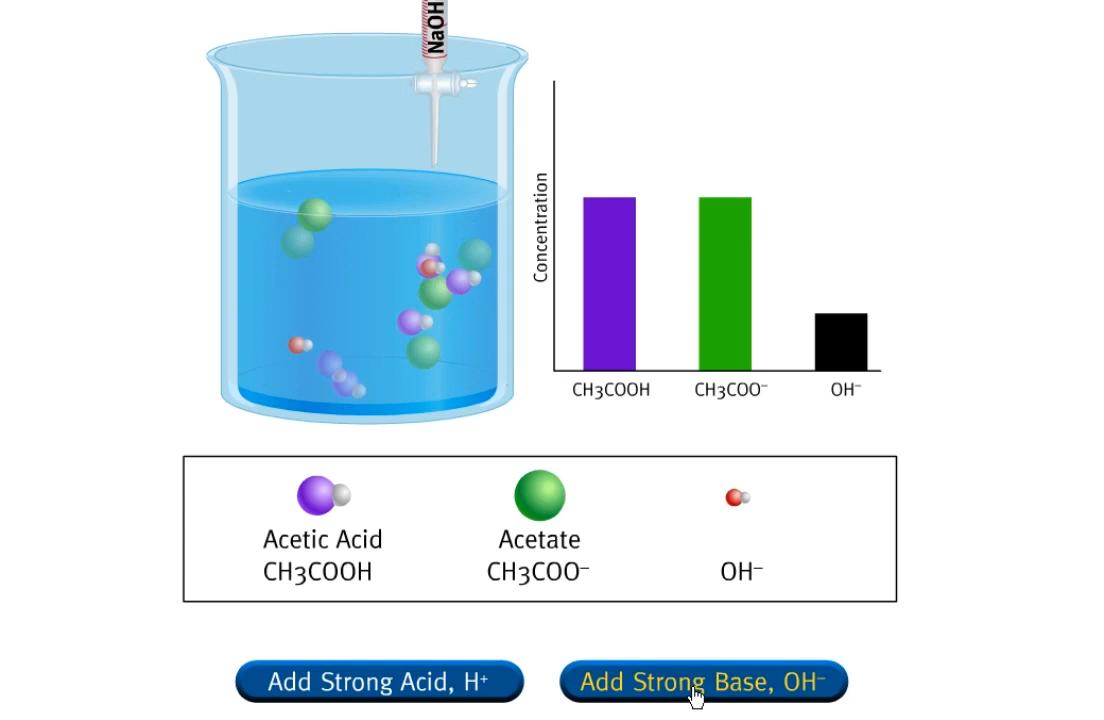 NaOH
Concentration
CH3COOH CH3COO⁻ OH⁻
Acetic Acid Acetate
CH3COOH CH3COO⁻ OH⁻
Add Strong Acid, H⁺ Add Strong Base, OH⁻